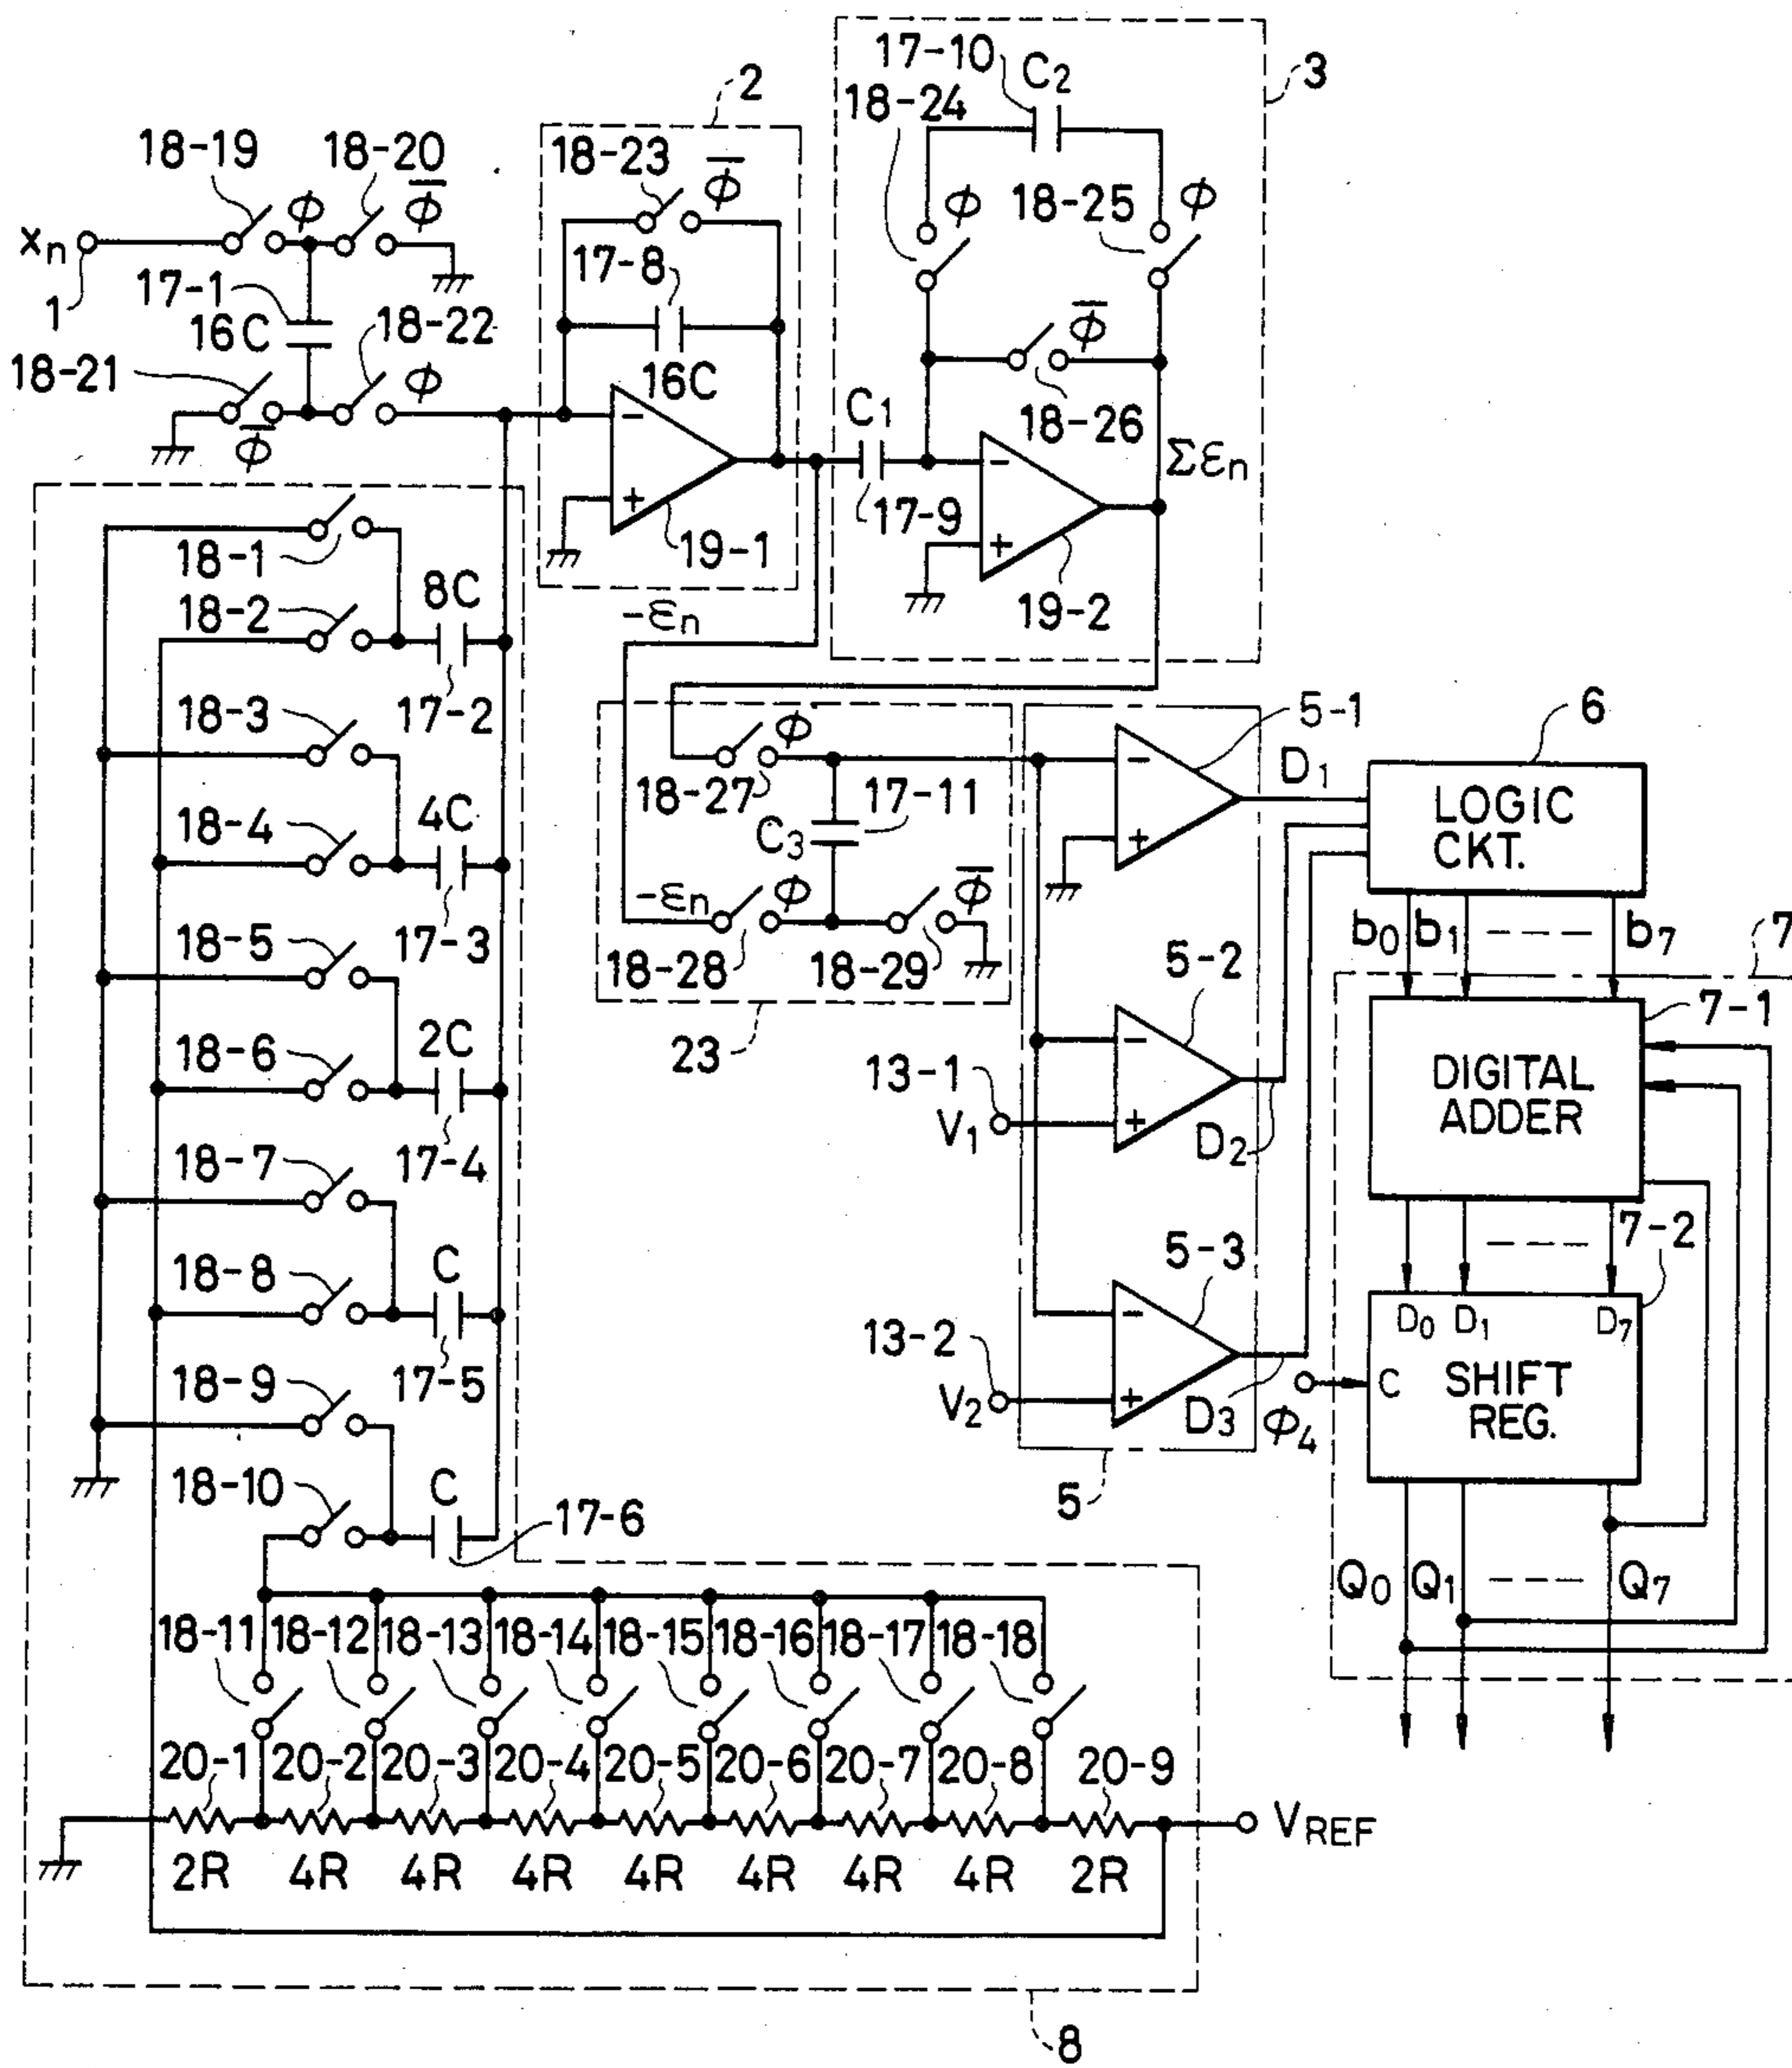 17-10 C2
18-24
3
2
18-19 18-20
18-23 Φ̅
Φ Φ̅
Φ 18-25 Φ
xn
1
17-1
16C
18-22
17-8
16C
18-21
Φ̅
Φ
Φ̅
18-26
C1
17-9
Σεn
19-1
19-2
-εn
18-1
18-2
8C
17-2
18-3
18-4
4C
17-3
18-5
18-6
2C
17-4
18-7
18-8
C
17-5
18-9
18-10
C
17-6
Φ
18-27
17-11
C3
-εn Φ Φ̅
18-28 18-29
23
5-1
D1
6
LOGIC
CKT.
b0 b1 --- b7
7
5-2
7-1
13-1
V1
D2
DIGITAL
ADDER
5-3
7-2
13-2
V2
D3
Φ4
5
D0 D1 D7
C
SHIFT
REG.
Q0 Q1 --- Q7
18-11 18-12 18-13 18-14 18-15 18-16 18-17 18-18
20-1 20-2 20-3 20-4 20-5 20-6 20-7 20-8 20-9
VREF
2R 4R 4R 4R 4R 4R 4R 4R 2R
8